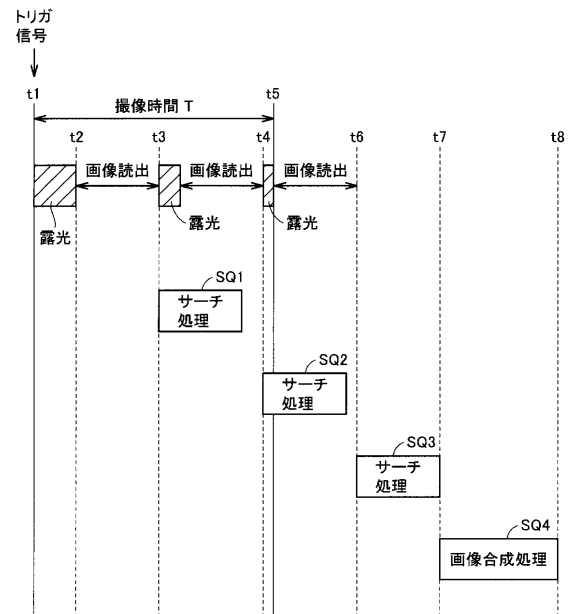 トリガ
信号
t1
t5
撮像時間 T
t2
t3
t4
t6
t7
t8
画像読出
画像読出
画像読出
露光
露光
露光
SQ1
サーチ
処理
SQ2
サーチ
処理
SQ3
サーチ
処理
SQ4
画像合成処理